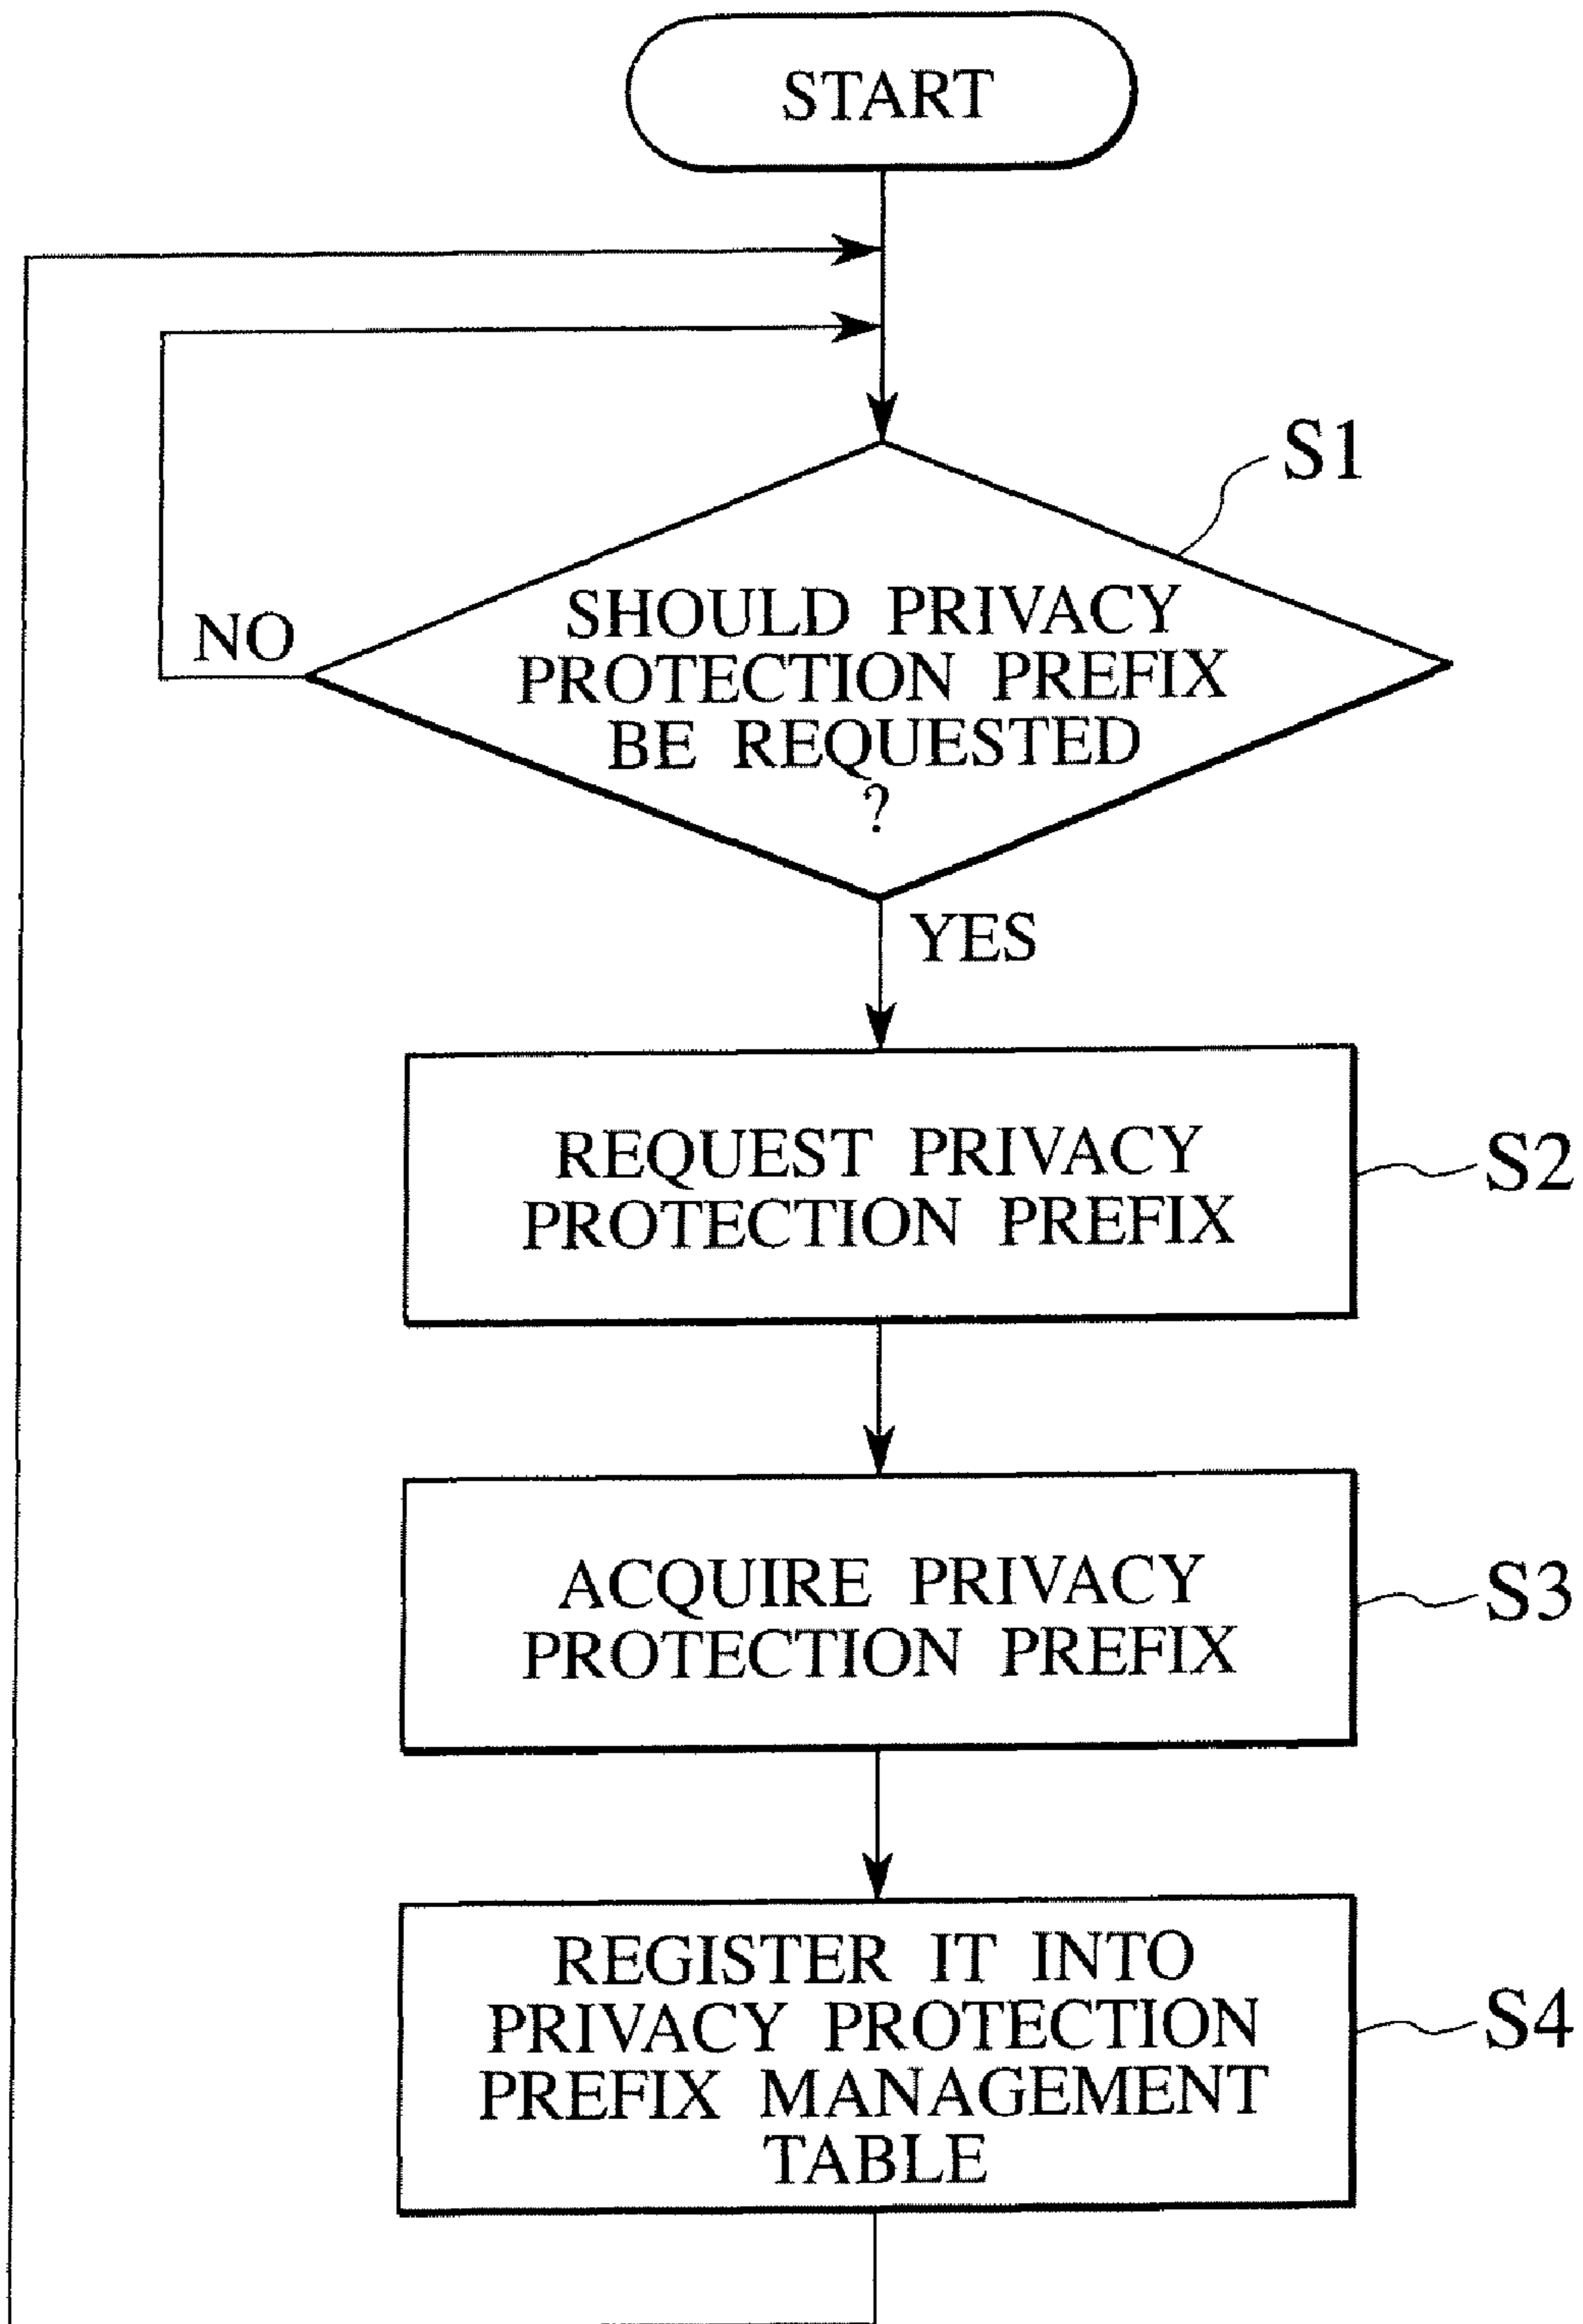 START
S1
SHOULD PRIVACY
PROTECTION PREFIX
BE REQUESTED
?
NO
YES
REQUEST PRIVACY
PROTECTION PREFIX
S2
ACQUIRE PRIVACY
PROTECTION PREFIX
S3
REGISTER IT INTO
PRIVACY PROTECTION
PREFIX MANAGEMENT
TABLE
S4